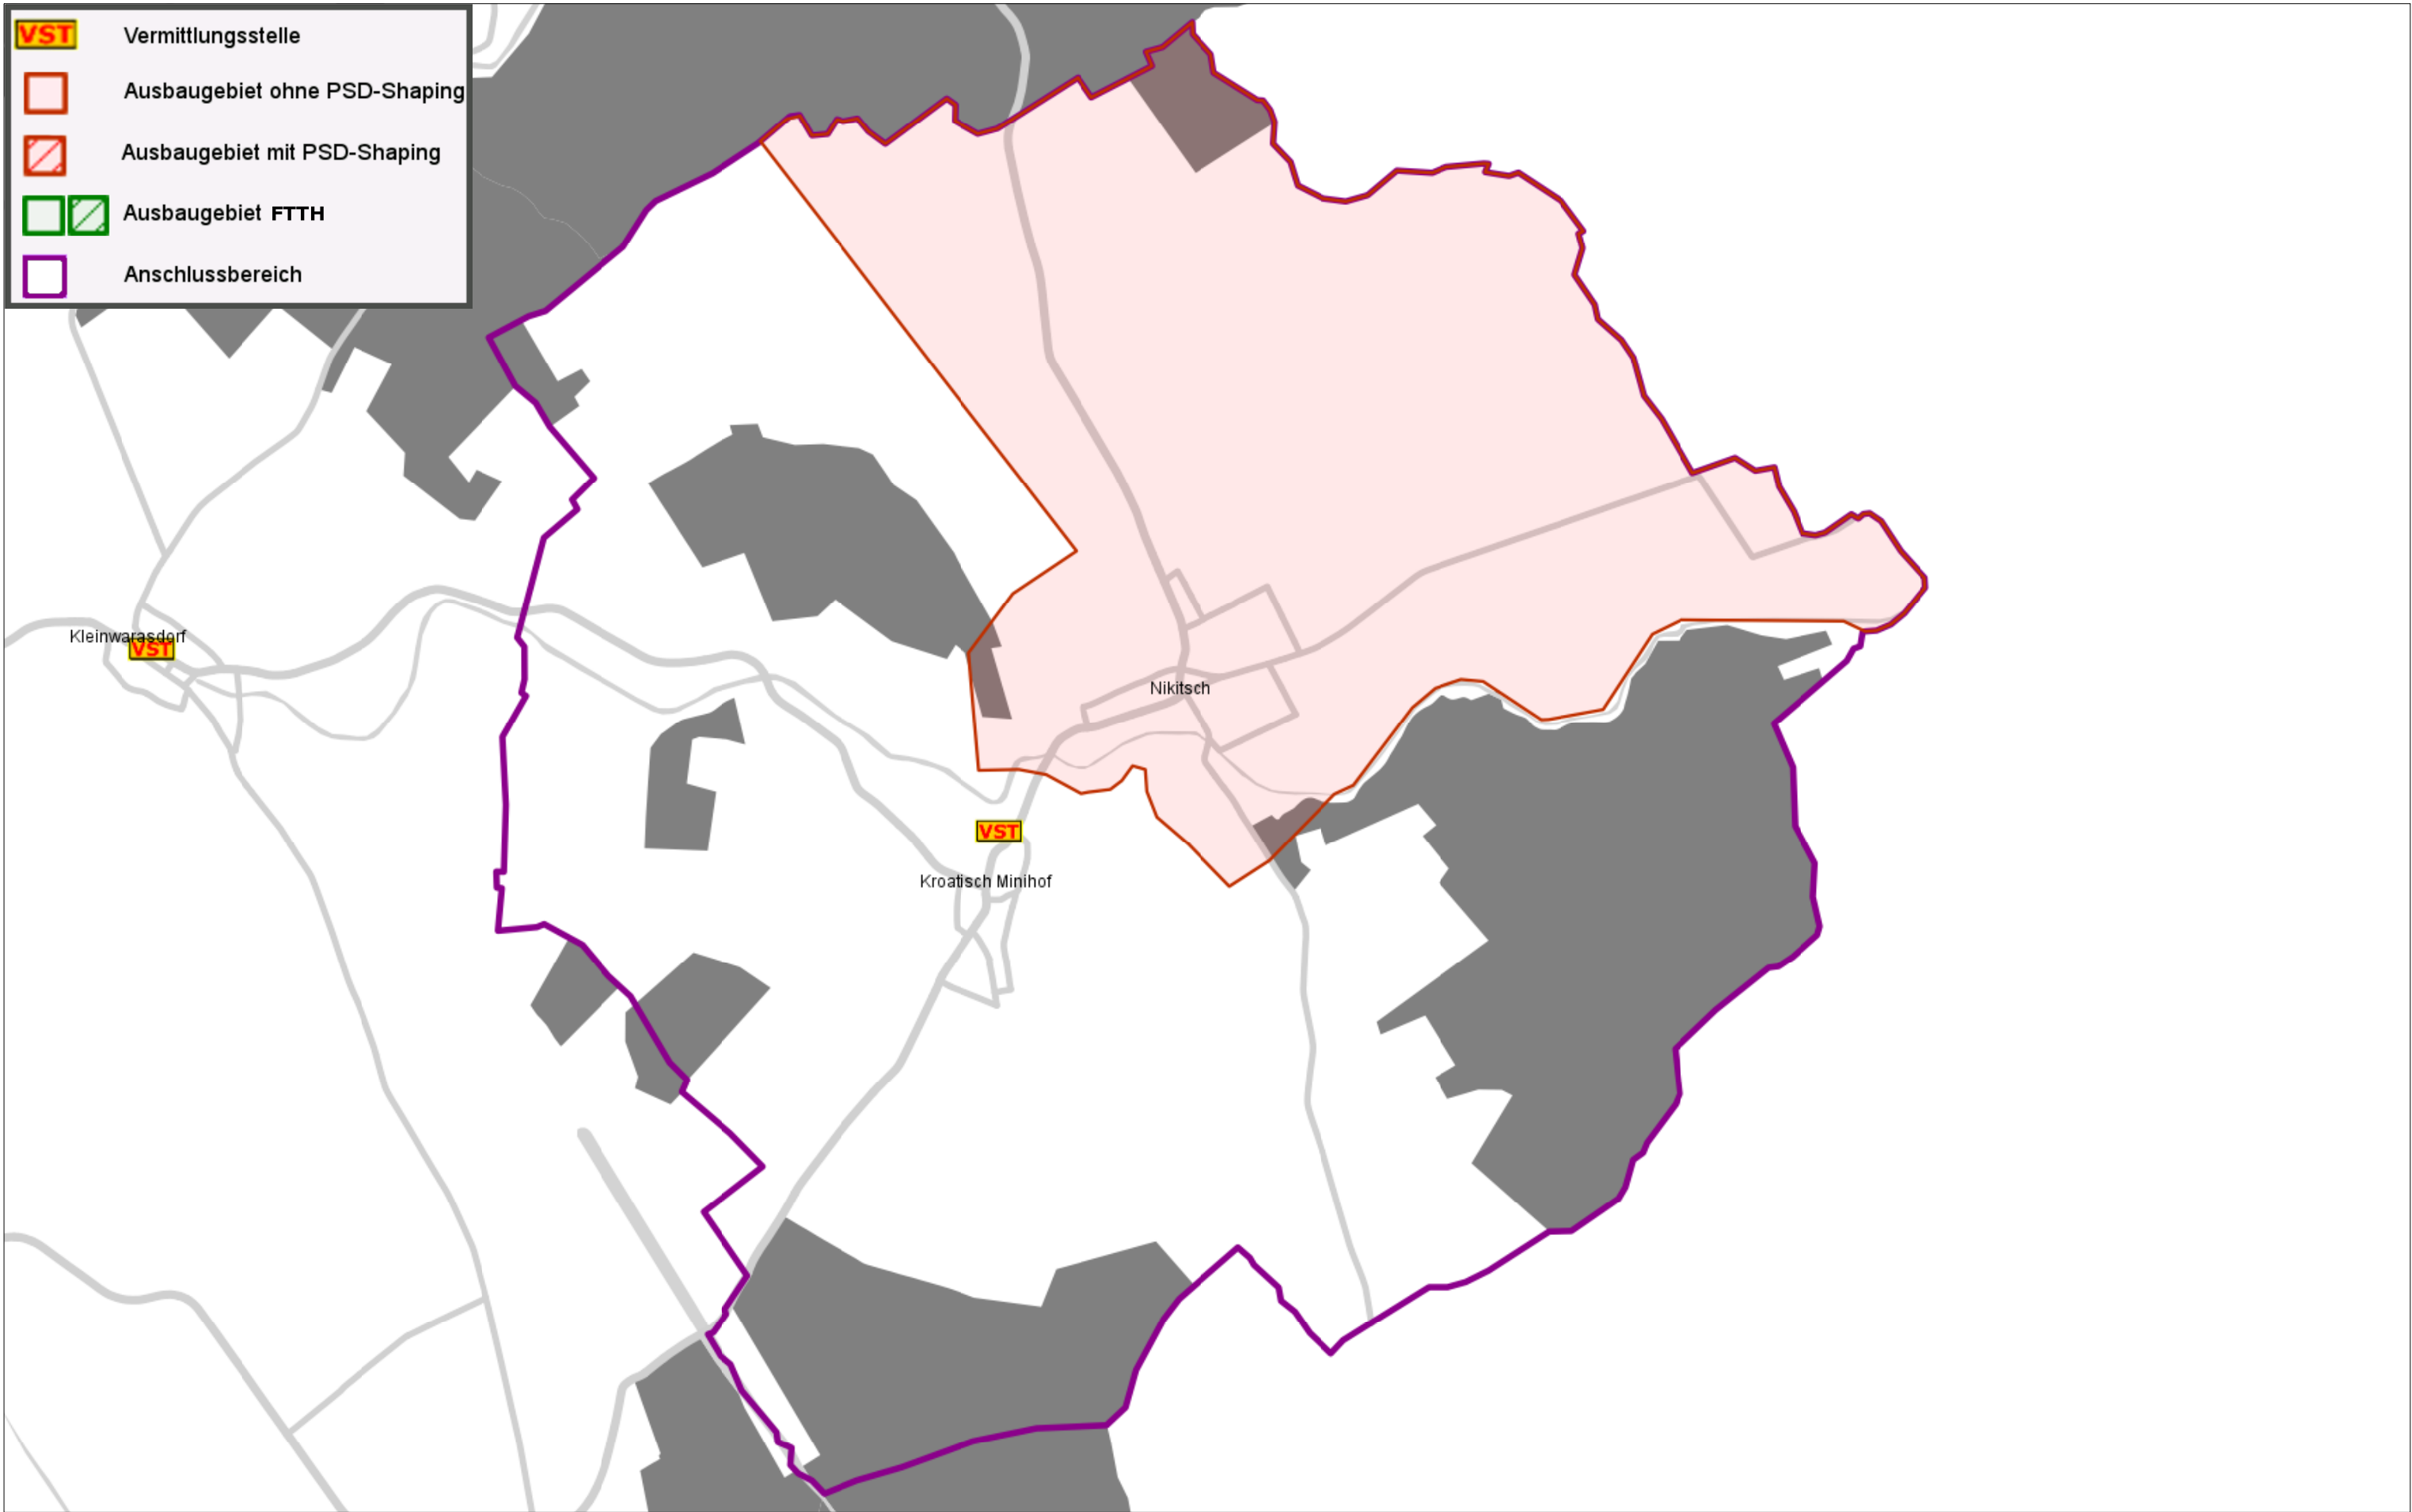 VST Vermittlungsstelle
Ausbaugebiet ohne PSD-Shaping
Ausbaugebiet mit PSD-Shaping
Ausbaugebiet FTTH
Anschlussbereich
Kleinwarasdorf
VST
Nikitsch
VST
Kroatisch Minihof